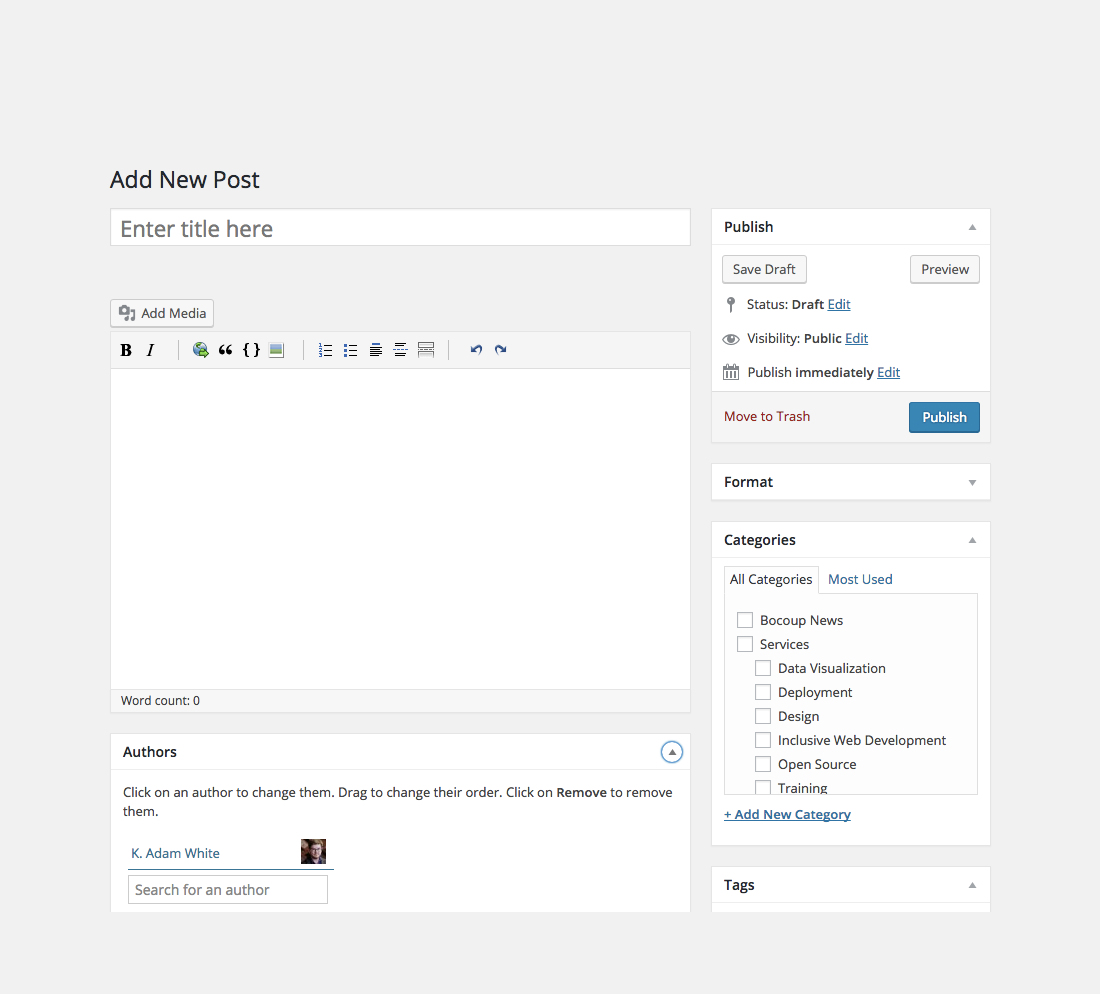 Add New Post
Enter title here
Add Media
B I “ { }
Word count: 0
Authors
Click on an author to change them. Drag to change their order. Click on Remove to remove
them.
K. Adam White
Search for an author
Publish
Save Draft Preview
Status: Draft Edit
Visibility: Public Edit
Publish immediately Edit
Move to Trash Publish
Format
Categories
All Categories Most Used
Bocoup News
Services
Data Visualization
Deployment
Design
Inclusive Web Development
Open Source
Training
+ Add New Category
Tags